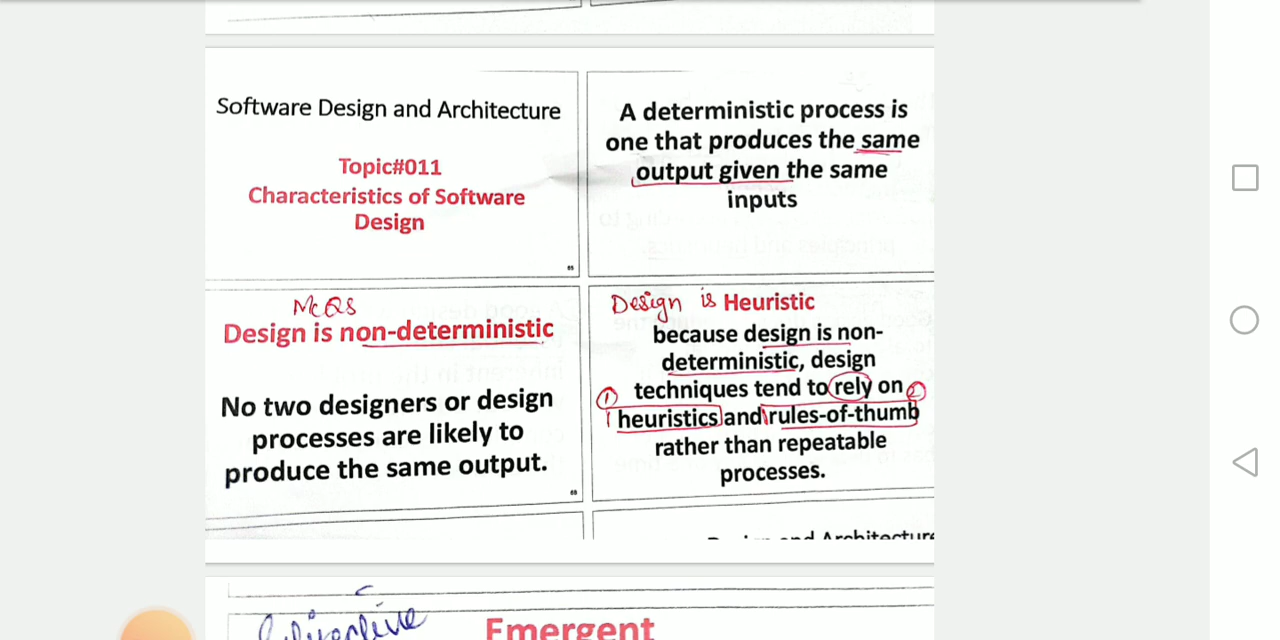 Software Design and Architecture
Topic#011
Characteristics of Software
Design
A deterministic process is
one that produces the same
output given the same
inputs
McQs
Design is non-deterministic
No two designers or design
processes are likely to
produce the same output.
Design is Heuristic
because design is non-
deterministic, design
techniques tend to rely on
① ②
heuristics and rules-of-thumb
rather than repeatable
processes.
Emergent